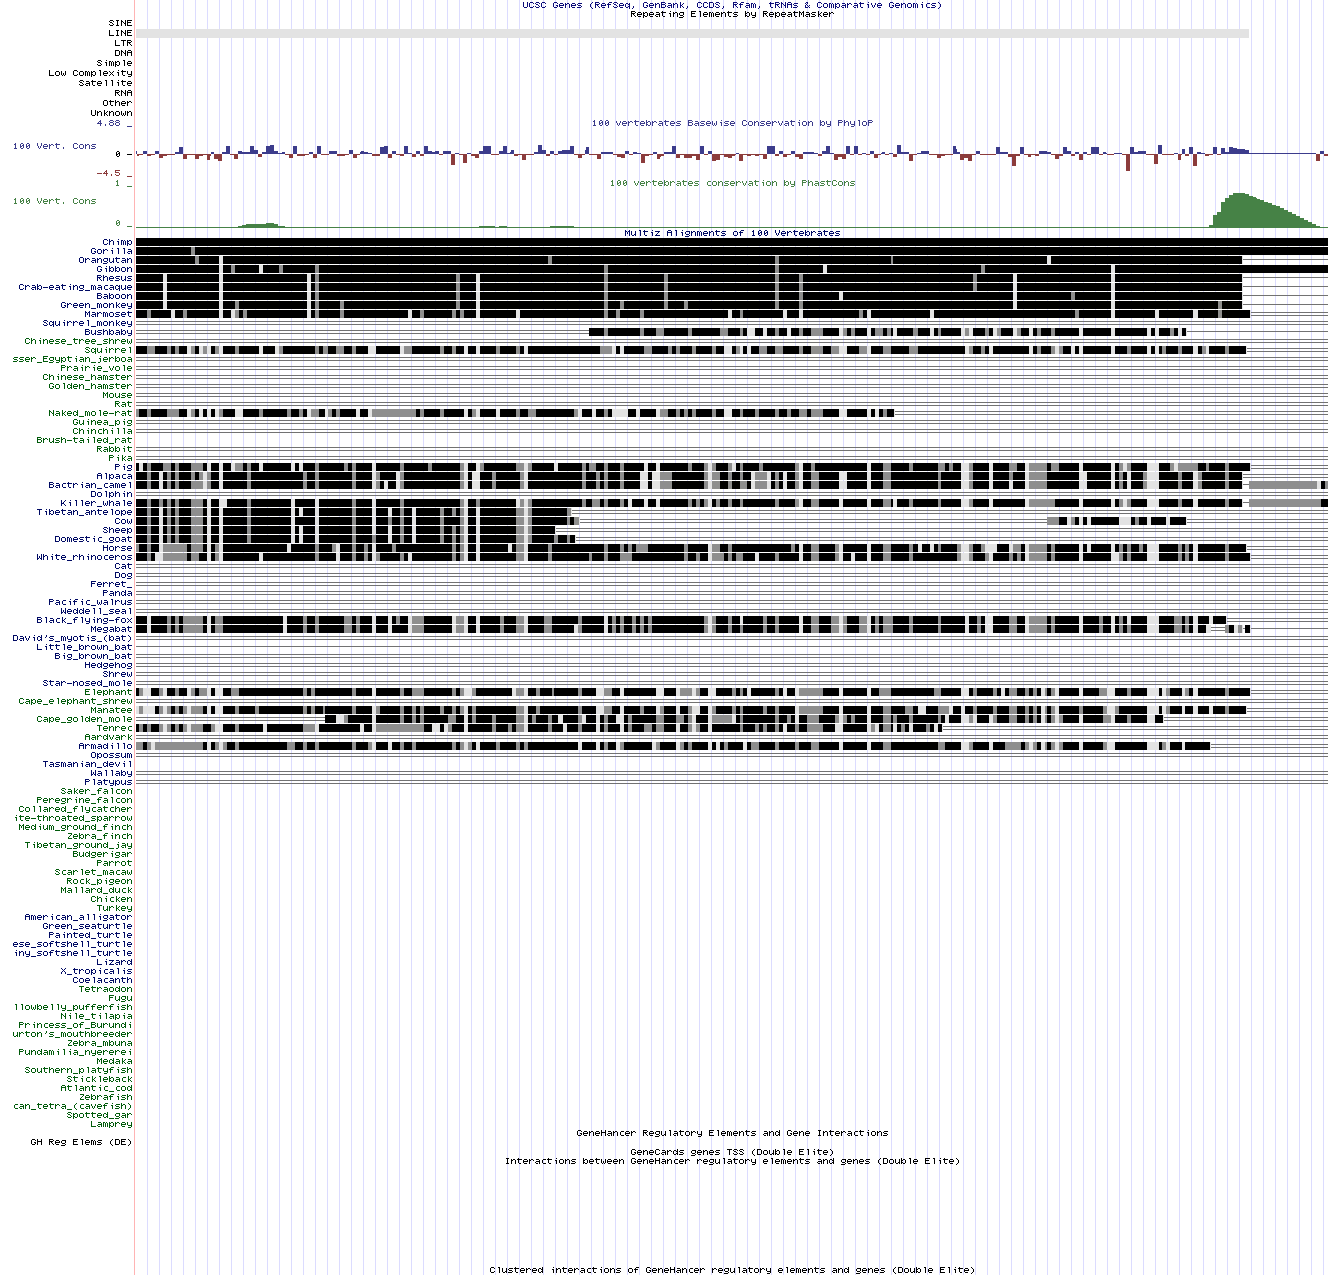 UCSC Genes (RefSeq, GenBank, CCDS, Rfam, tRNAs & Comparative Genomics)
Repeating Elements by RepeatMasker
SINE
LINE
LTR
DNA
Simple
Low Complexity
Satellite
RNA
Other
Unknown
100 vertebrates Basewise Conservation by PhyloP
4.88 _
100 Vert. Cons
0 -
-4.5 _
100 vertebrates conservation by PhastCons
1 _
100 Vert. Cons
0 _
Multiz Alignments of 100 Vertebrates
Chimp
Gorilla
Orangutan
Gibbon
Rhesus
Crab-eating_macaque
Baboon
Green_monkey
Marmoset
Squirrel_monkey
Bushbaby
Chinese_tree_shrew
Squirrel
sser_Egyptian_jerboa
Prairie_vole
Chinese_hamster
Golden_hamster
Mouse
Rat
Naked_mole-rat
Guinea_pig
Chinchilla
Brush-tailed_rat
Rabbit
Pika
Pig
Alpaca
Bactrian_camel
Dolphin
Killer_whale
Tibetan_antelope
Cow
Sheep
Domestic_goat
Horse
White_rhinoceros
Cat
Dog
Ferret_
Panda
Pacific_walrus
Weddell_seal
Black_flying-fox
Megabat
David's_myotis_(bat)
Little_brown_bat
Big_brown_bat
Hedgehog
Shrew
Star-nosed_mole
Elephant
Cape_elephant_shrew
Manatee
Cape_golden_mole
Tenrec
Aardvark
Armadillo
Opossum
Tasmanian_devil
Wallaby
Platypus
Saker_falcon
Peregrine_falcon
Collared_flycatcher
ite-throated_sparrow
Medium_ground_finch
Zebra_finch
Tibetan_ground_jay
Budgerigar
Parrot
Scarlet_macaw
Rock_pigeon
Mallard_duck
Chicken
Turkey
American_alligator
Green_seaturtle
Painted_turtle
ese_softshell_turtle
iny_softshell_turtle
Lizard
X_tropicalis
Coelacanth
Tetraodon
Fugu
llowbelly_pufferfish
Nile_tilapia
Princess_of_Burundi
urton's_mouthbreeder
Zebra_mbuna
Pundamilia_nyererei
Medaka
Southern_platyfish
Stickleback
Atlantic_cod
Zebrafish
can_tetra_(cavefish)
Spotted_gar
Lamprey
GeneHancer Regulatory Elements and Gene Interactions
GH Reg Elems (DE)
GeneCards genes TSS (Double Elite)
Interactions between GeneHancer regulatory elements and genes (Double Elite)
Clustered interactions of GeneHancer regulatory elements and genes (Double Elite)